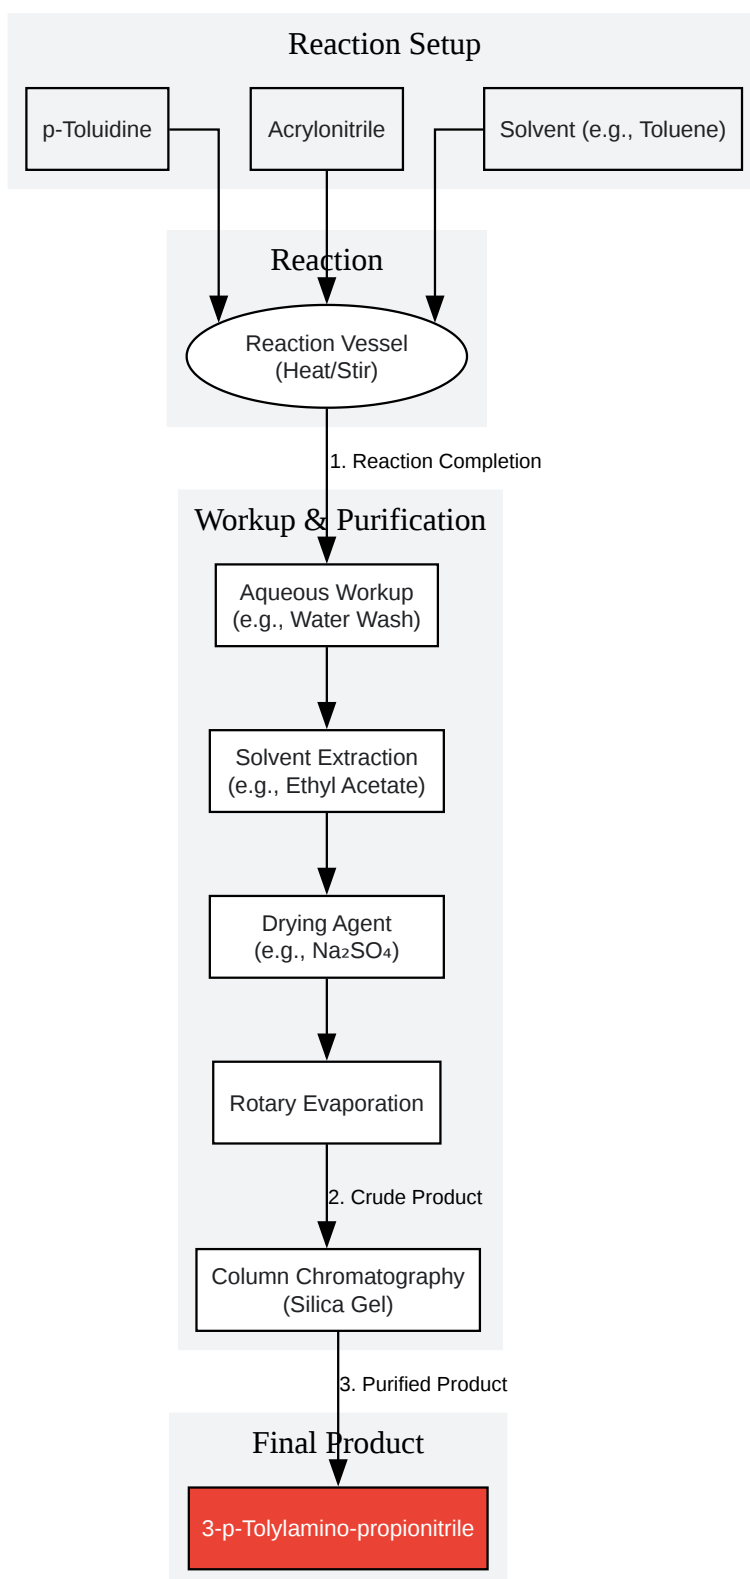 Reaction Setup
p-Toluidine
Acrylonitrile
Solvent (e.g., Toluene)
Reaction
Reaction Vessel
(Heat/Stir)
1. Reaction Completion
Workup & Purification
Aqueous Workup
(e.g., Water Wash)
Solvent Extraction
(e.g., Ethyl Acetate)
Drying Agent
(e.g., Na₂SO₄)
Rotary Evaporation
2. Crude Product
Column Chromatography
(Silica Gel)
3. Purified Product
Final Product
3-p-Tolylamino-propionitrile